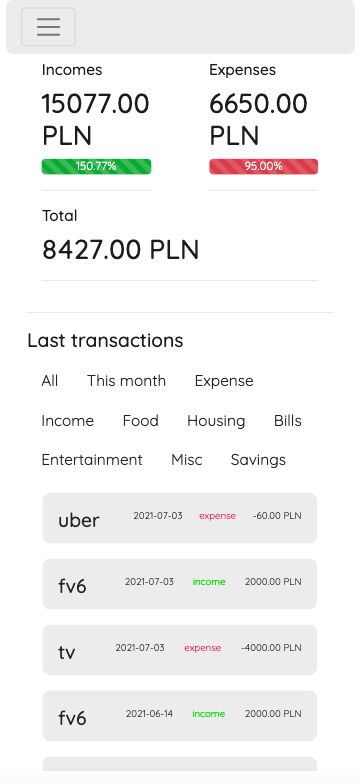 Incomes
Expenses
15077.00
PLN
6650.00
PLN
150.77%
95.00%
Total
8427.00 PLN
Last transactions
All This month Expense
Income Food Housing Bills
Entertainment Misc Savings
uber 2021-07-03 expense -60.00 PLN
fv6 2021-07-03 income 2000.00 PLN
tv 2021-07-03 expense -4000.00 PLN
fv6 2021-06-14 income 2000.00 PLN